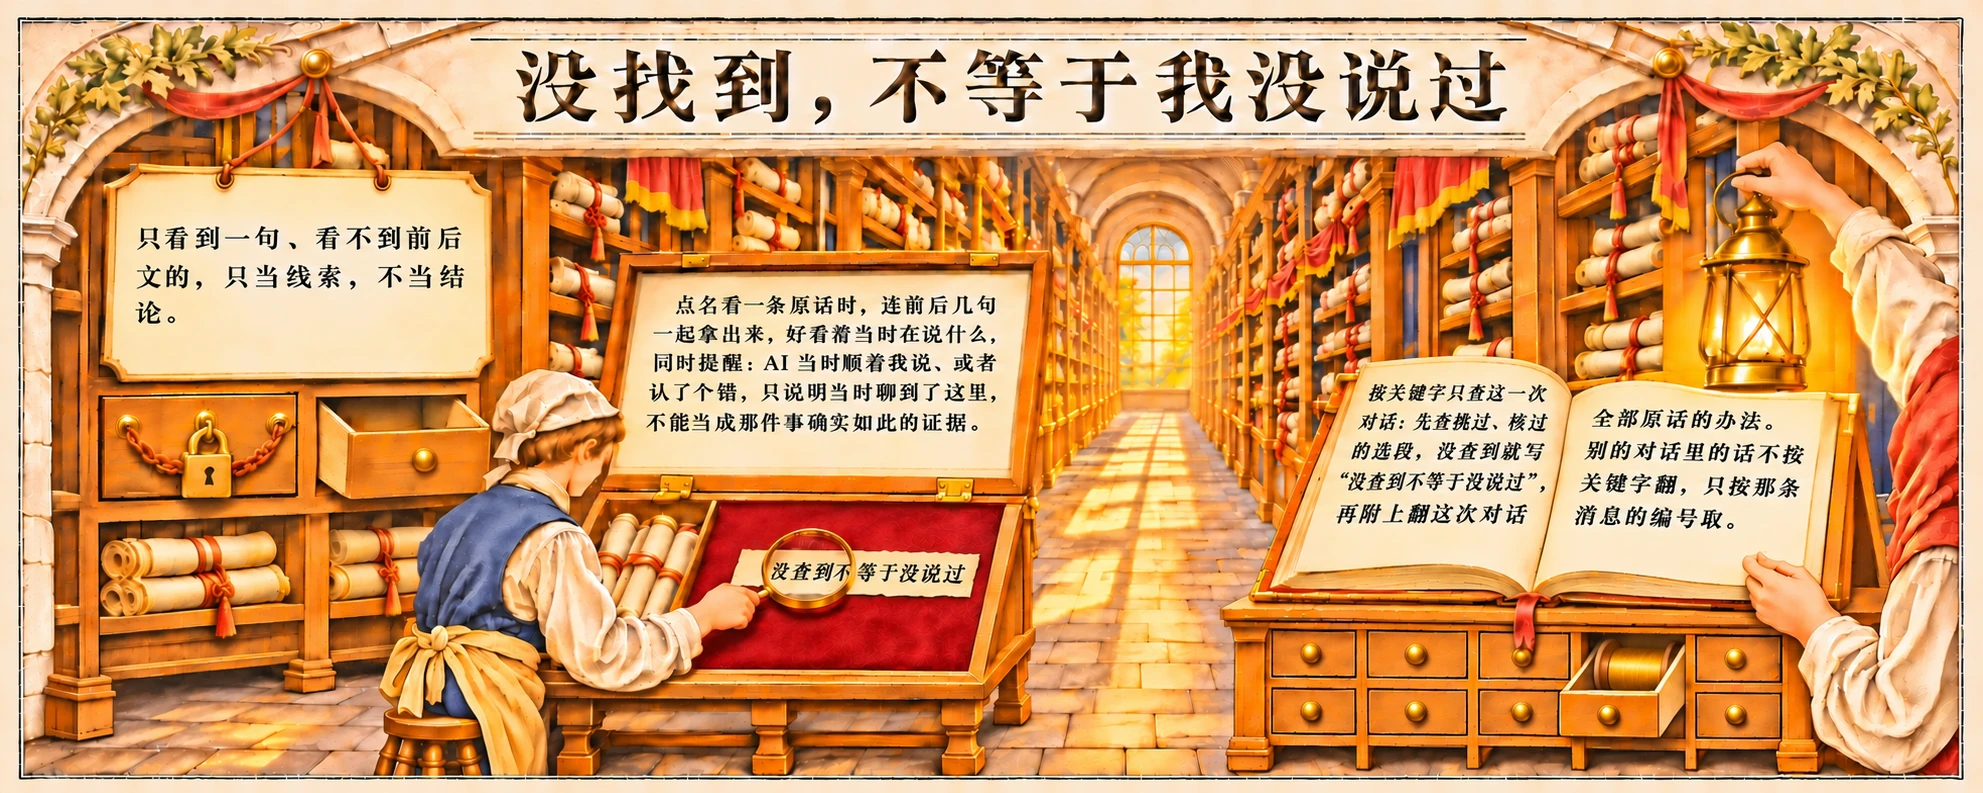 没找到，不等于我没说过
只看到一句、看不到前后
文的，只当线索，不当结
论。
点名看一条原话时，连前后几句
一起拿出来，好看着当时在说什么，
同时提醒：AI 当时顺着我说、或者
认了个错，只说明当时聊到了这里，
不能当成那件事确实如此的证据。
没查到不等于没说过
按关键字只查这一次
对话：先查挑过、核过
的选段，没查到就写
“没查到不等于没说过”，
再附上翻这次对话
全部原话的办法。
别的对话里的话不按
关键字翻，只按那条
消息的编号取。